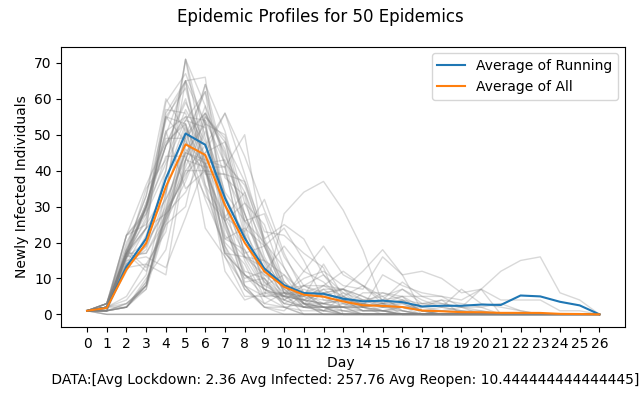 Epidemic Profiles for 50 Epidemics
Average of Running
Average of All
Newly Infected Individuals
70
60
50
40
30
20
10
0
0 1 2 3 4 5 6 7 8 9 10 11 12 13 14 15 16 17 18 19 20 21 22 23 24 25 26
Day
DATA:[Avg Lockdown: 2.36 Avg Infected: 257.76 Avg Reopen: 10.444444444444445]